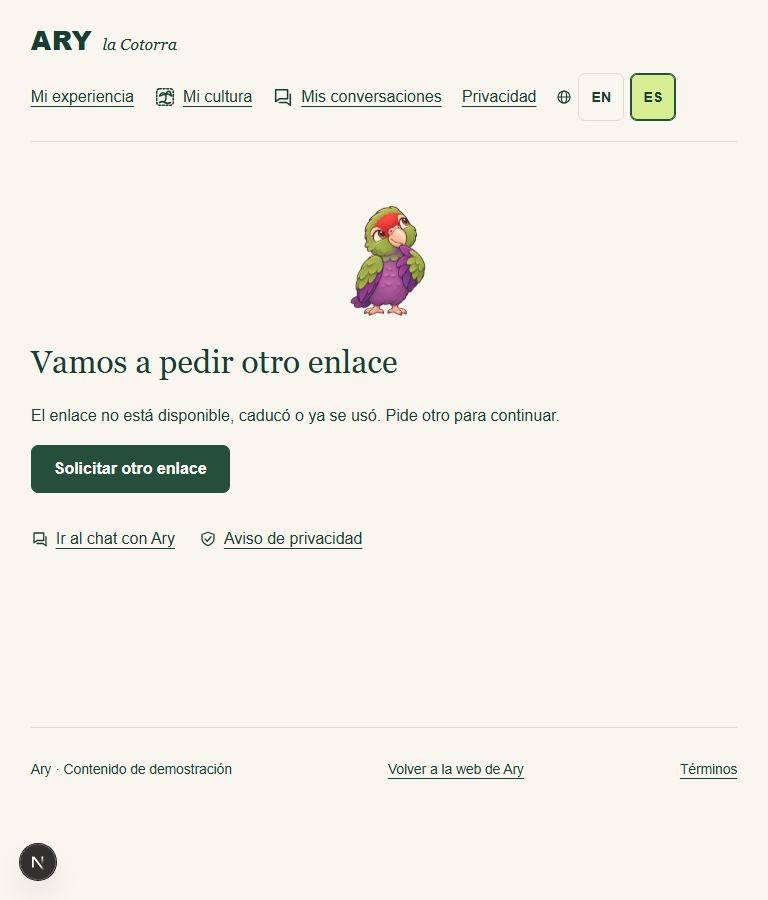 ARY la Cotorra
Mi experiencia Mi cultura Mis conversaciones Privacidad EN ES
Vamos a pedir otro enlace
El enlace no está disponible, caducó o ya se usó. Pide otro para continuar.
Solicitar otro enlace
Ir al chat con Ary Aviso de privacidad
Ary · Contenido de demostración Volver a la web de Ary Términos
N